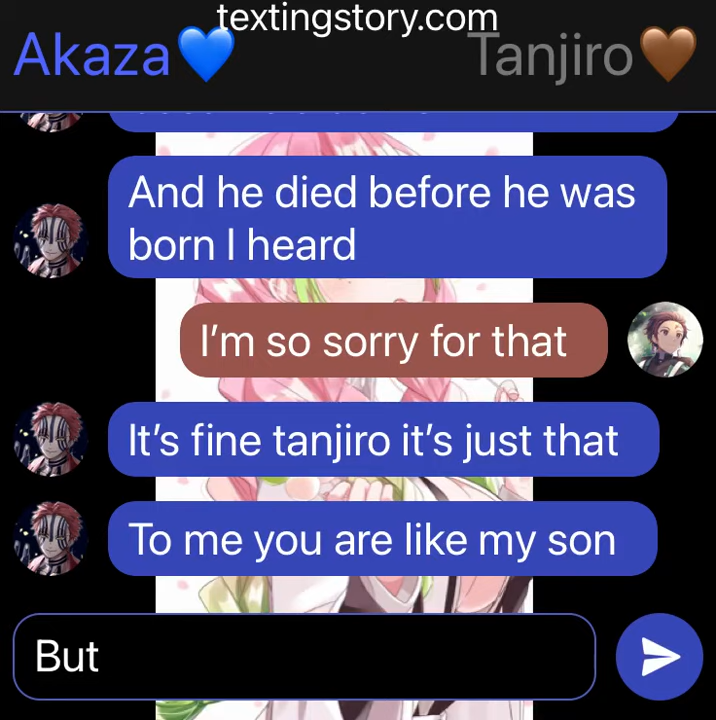 textingstory.com
Akaza💙 Tanjiro🤎
And he died before he was
born I heard
I'm so sorry for that
It's fine tanjiro it's just that
To me you are like my son
But